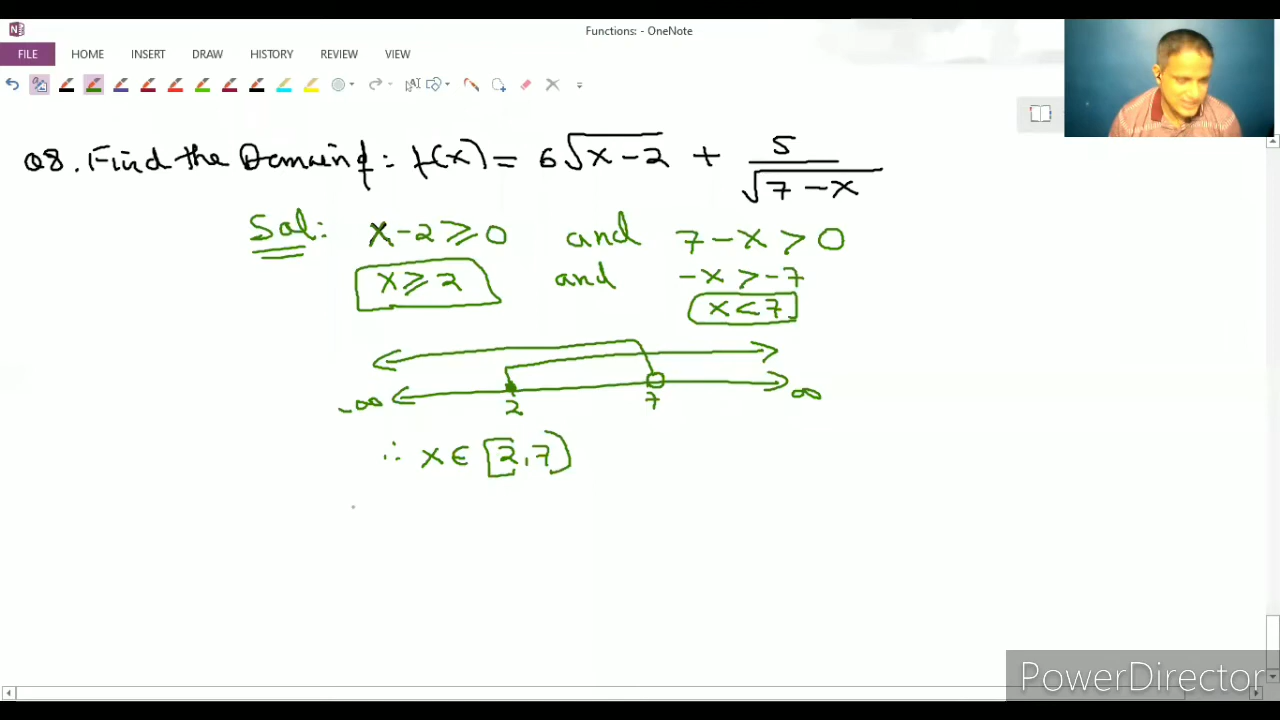 Functions: - OneNote
FILE HOME INSERT DRAW HISTORY REVIEW VIEW
Q8. Find the Domain of : f(x) = 6√(x-2) + 5/√(7-x)
Sol: x-2 ≥ 0 and 7-x > 0
x ≥ 2 and -x > -7
x < 7
-∞ 2 7 ∞
∴ x ∈ [2,7)
PowerDirector